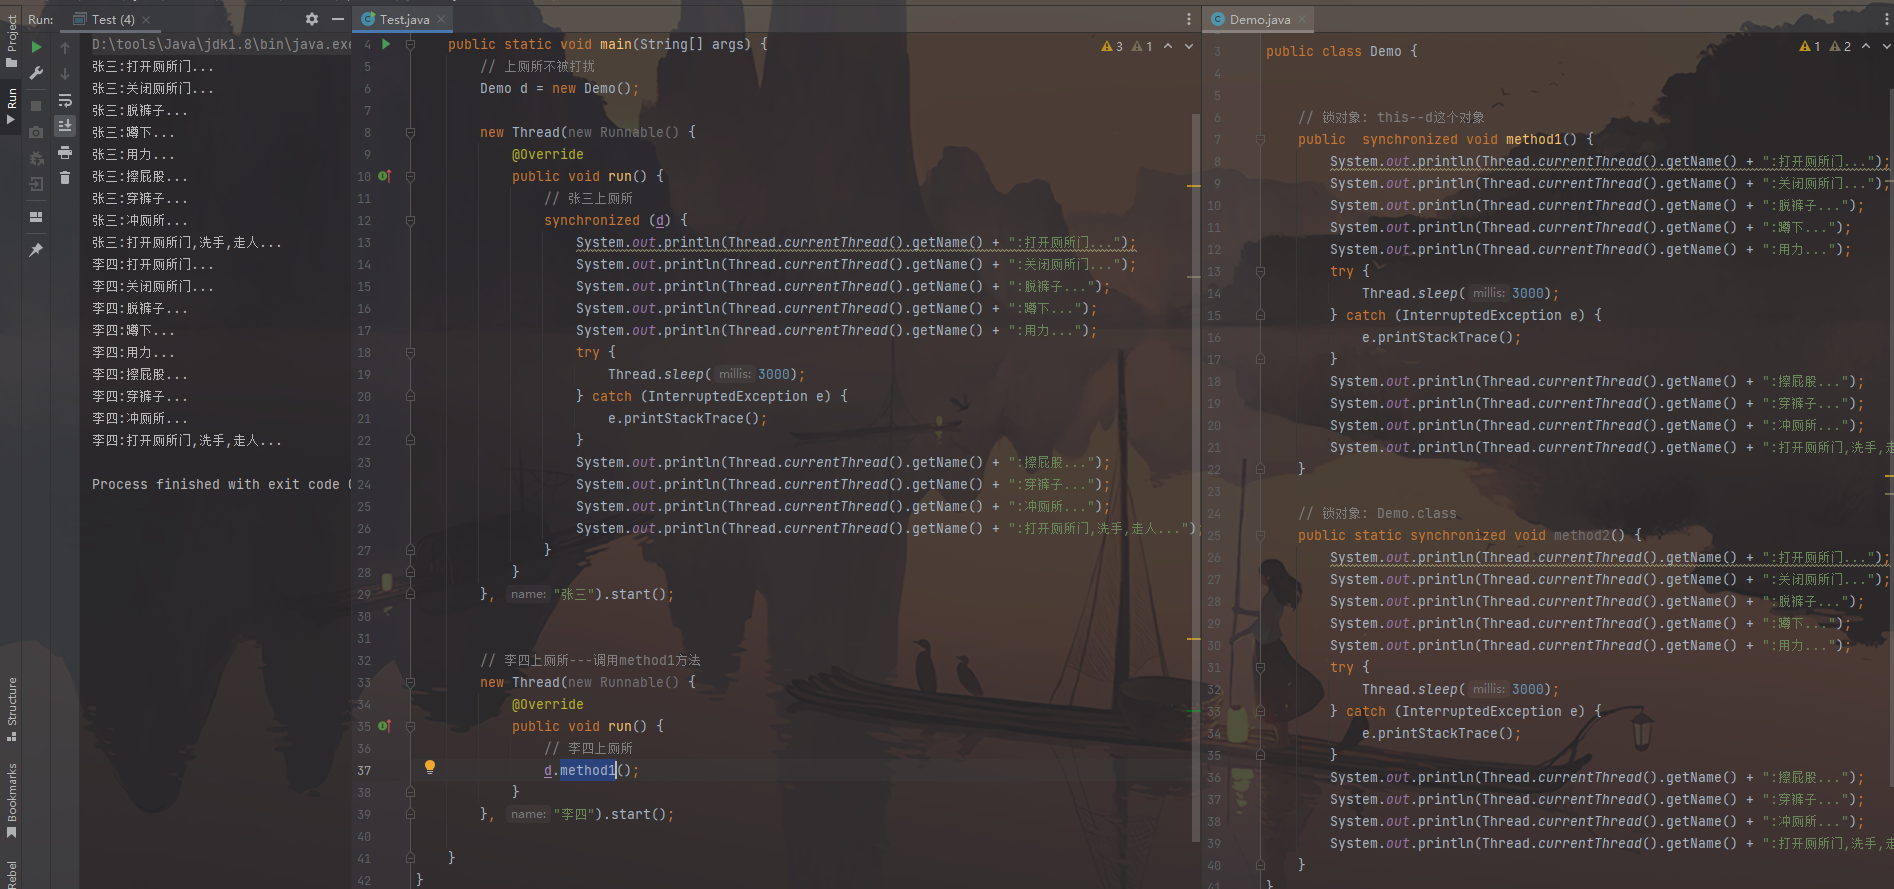 Run:
Test (4)
D:\tools\Java\jdk1.8\bin\java.exe
张三:打开厕所门...
张三:关闭厕所门...
张三:脱裤子...
张三:蹲下...
张三:用力...
张三:擦屁股...
张三:穿裤子...
张三:冲厕所...
张三:打开厕所门,洗手,走人...
李四:打开厕所门...
李四:关闭厕所门...
李四:脱裤子...
李四:蹲下...
李四:用力...
李四:擦屁股...
李四:穿裤子...
李四:冲厕所...
李四:打开厕所门,洗手,走人...
Process finished with exit code 0
Project
Run
Structure
Bookmarks
Rebel
Test.java
3 1
4 public static void main(String[] args) {
5 // 上厕所不被打扰
6 Demo d = new Demo();
7
8 new Thread(new Runnable() {
9 @Override
10 public void run() {
11 // 张三上厕所
12 synchronized (d) {
13 System.out.println(Thread.currentThread().getName() + ":打开厕所门...");
14 System.out.println(Thread.currentThread().getName() + ":关闭厕所门...");
15 System.out.println(Thread.currentThread().getName() + ":脱裤子...");
16 System.out.println(Thread.currentThread().getName() + ":蹲下...");
17 System.out.println(Thread.currentThread().getName() + ":用力...");
18 try {
19 Thread.sleep( millis: 3000);
20 } catch (InterruptedException e) {
21 e.printStackTrace();
22 }
23 System.out.println(Thread.currentThread().getName() + ":擦屁股...");
24 System.out.println(Thread.currentThread().getName() + ":穿裤子...");
25 System.out.println(Thread.currentThread().getName() + ":冲厕所...");
26 System.out.println(Thread.currentThread().getName() + ":打开厕所门,洗手,走人...");
27 }
28 }
29 }, name: "张三").start();
30
31
32 // 李四上厕所---调用method1方法
33 new Thread(new Runnable() {
34 @Override
35 public void run() {
36 // 李四上厕所
37 d.method1();
38 }
39 }, name: "李四").start();
40
41 }
42 }
Demo.java
1 2
3 public class Demo {
4
5
6 // 锁对象: this--d这个对象
7 public  synchronized void method1() {
8 System.out.println(Thread.currentThread().getName() + ":打开厕所门...");
9 System.out.println(Thread.currentThread().getName() + ":关闭厕所门...");
10 System.out.println(Thread.currentThread().getName() + ":脱裤子...");
11 System.out.println(Thread.currentThread().getName() + ":蹲下...");
12 System.out.println(Thread.currentThread().getName() + ":用力...");
13 try {
14 Thread.sleep( millis: 3000);
15 } catch (InterruptedException e) {
16 e.printStackTrace();
17 }
18 System.out.println(Thread.currentThread().getName() + ":擦屁股...");
19 System.out.println(Thread.currentThread().getName() + ":穿裤子...");
20 System.out.println(Thread.currentThread().getName() + ":冲厕所...");
21 System.out.println(Thread.currentThread().getName() + ":打开厕所门,洗手,走
22 }
23
24 // 锁对象: Demo.class
25 public static synchronized void method2() {
26 System.out.println(Thread.currentThread().getName() + ":打开厕所门...");
27 System.out.println(Thread.currentThread().getName() + ":关闭厕所门...");
28 System.out.println(Thread.currentThread().getName() + ":脱裤子...");
29 System.out.println(Thread.currentThread().getName() + ":蹲下...");
30 System.out.println(Thread.currentThread().getName() + ":用力...");
31 try {
32 Thread.sleep( millis: 3000);
33 } catch (InterruptedException e) {
34 e.printStackTrace();
35 }
36 System.out.println(Thread.currentThread().getName() + ":擦屁股...");
37 System.out.println(Thread.currentThread().getName() + ":穿裤子...");
38 System.out.println(Thread.currentThread().getName() + ":冲厕所...");
39 System.out.println(Thread.currentThread().getName() + ":打开厕所门,洗手,走
40 }
41 }